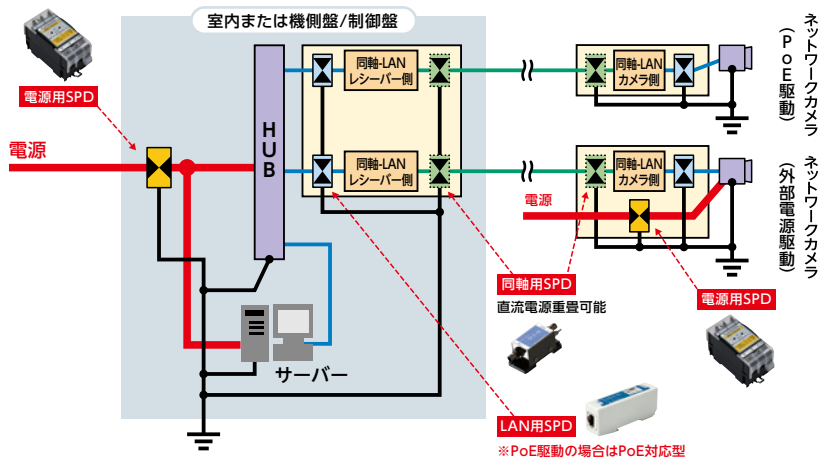 室内または機側盤/制御盤
電源用SPD
電源
HUB
同軸-LAN
レシーバー側
同軸-LAN
カメラ側
ネットワークカメラ
(PoE駆動)
同軸-LAN
レシーバー側
同軸-LAN
カメラ側
電源
ネットワークカメラ
(外部電源駆動)
同軸用SPD
直流電源重畳可能
電源用SPD
サーバー
LAN用SPD
※PoE駆動の場合はPoE対応型